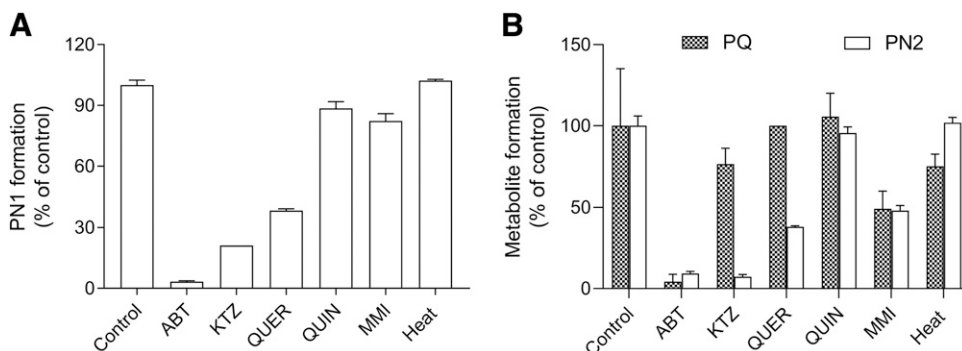 A
PN1 formation
(% of control)
120
90
60
30
0
Control
ABT
KTZ
QUER
QUIN
MMI
Heat
B
PQ
PN2
Metabolite formation
(% of control)
150
100
50
0
Control
ABT
KTZ
QUER
QUIN
MMI
Heat